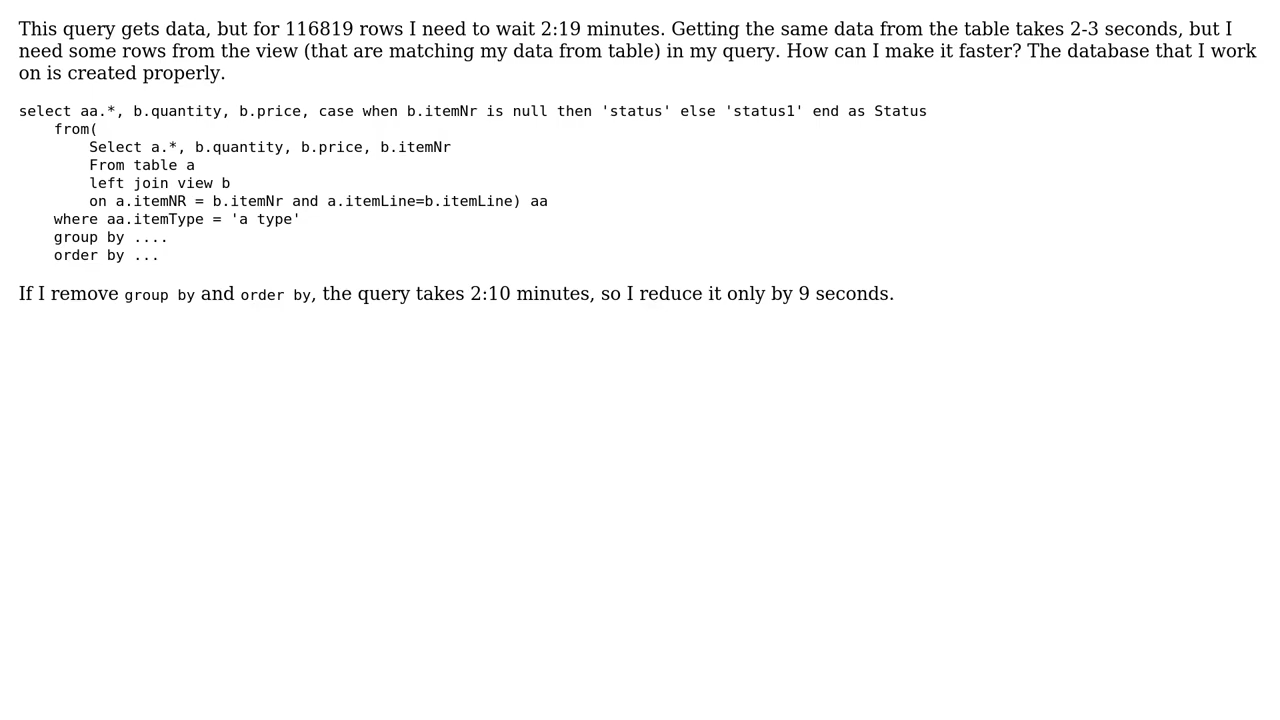 This query gets data, but for 116819 rows I need to wait 2:19 minutes. Getting the same data from the table takes 2-3 seconds, but I
need some rows from the view (that are matching my data from table) in my query. How can I make it faster? The database that I work
on is created properly.
select aa.*, b.quantity, b.price, case when b.itemNr is null then 'status' else 'status1' end as Status
    from(
        Select a.*, b.quantity, b.price, b.itemNr
        From table a
        left join view b
        on a.itemNR = b.itemNr and a.itemLine=b.itemLine) aa
    where aa.itemType = 'a type'
    group by ....
    order by ...
If I remove group by and order by, the query takes 2:10 minutes, so I reduce it only by 9 seconds.